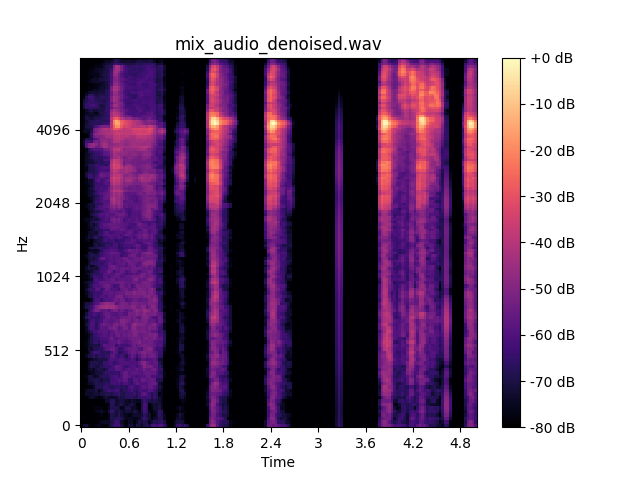 mix_audio_denoised.wav
+0 dB
-10 dB
-20 dB
-30 dB
-40 dB
-50 dB
-60 dB
-70 dB
-80 dB
Hz
4096
2048
1024
512
0
0 0.6 1.2 1.8 2.4 3 3.6 4.2 4.8
Time